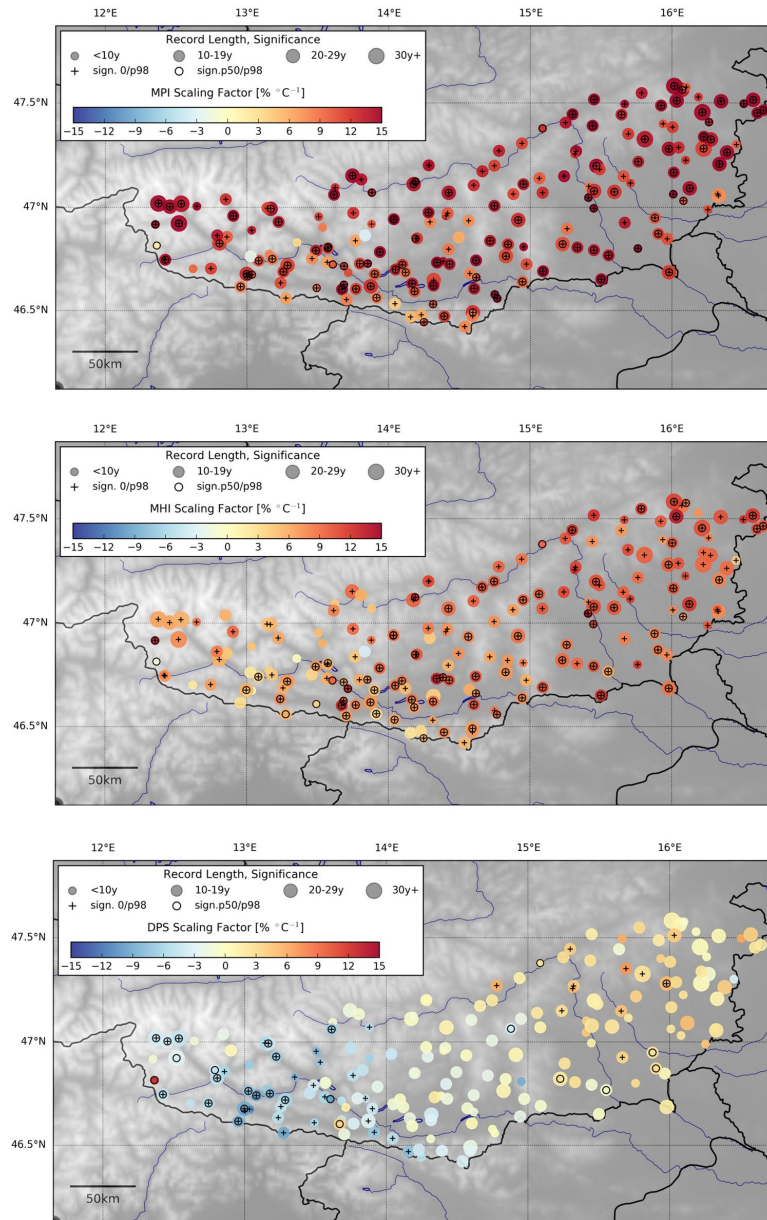 12°E 13°E 14°E 15°E 16°E
Record Length, Significance
<10y 10-19y 20-29y 30y+
+ sign. 0/p98 sign.p50/p98
MPI Scaling Factor [% °C⁻¹]
−15 −12 −9 −6 −3 0 3 6 9 12 15
47.5°N
47°N
46.5°N
50km
12°E 13°E 14°E 15°E 16°E
Record Length, Significance
<10y 10-19y 20-29y 30y+
+ sign. 0/p98 sign.p50/p98
MHI Scaling Factor [% °C⁻¹]
−15 −12 −9 −6 −3 0 3 6 9 12 15
47.5°N
47°N
46.5°N
50km
12°E 13°E 14°E 15°E 16°E
Record Length, Significance
<10y 10-19y 20-29y 30y+
+ sign. 0/p98 sign.p50/p98
DPS Scaling Factor [% °C⁻¹]
−15 −12 −9 −6 −3 0 3 6 9 12 15
47.5°N
47°N
46.5°N
50km